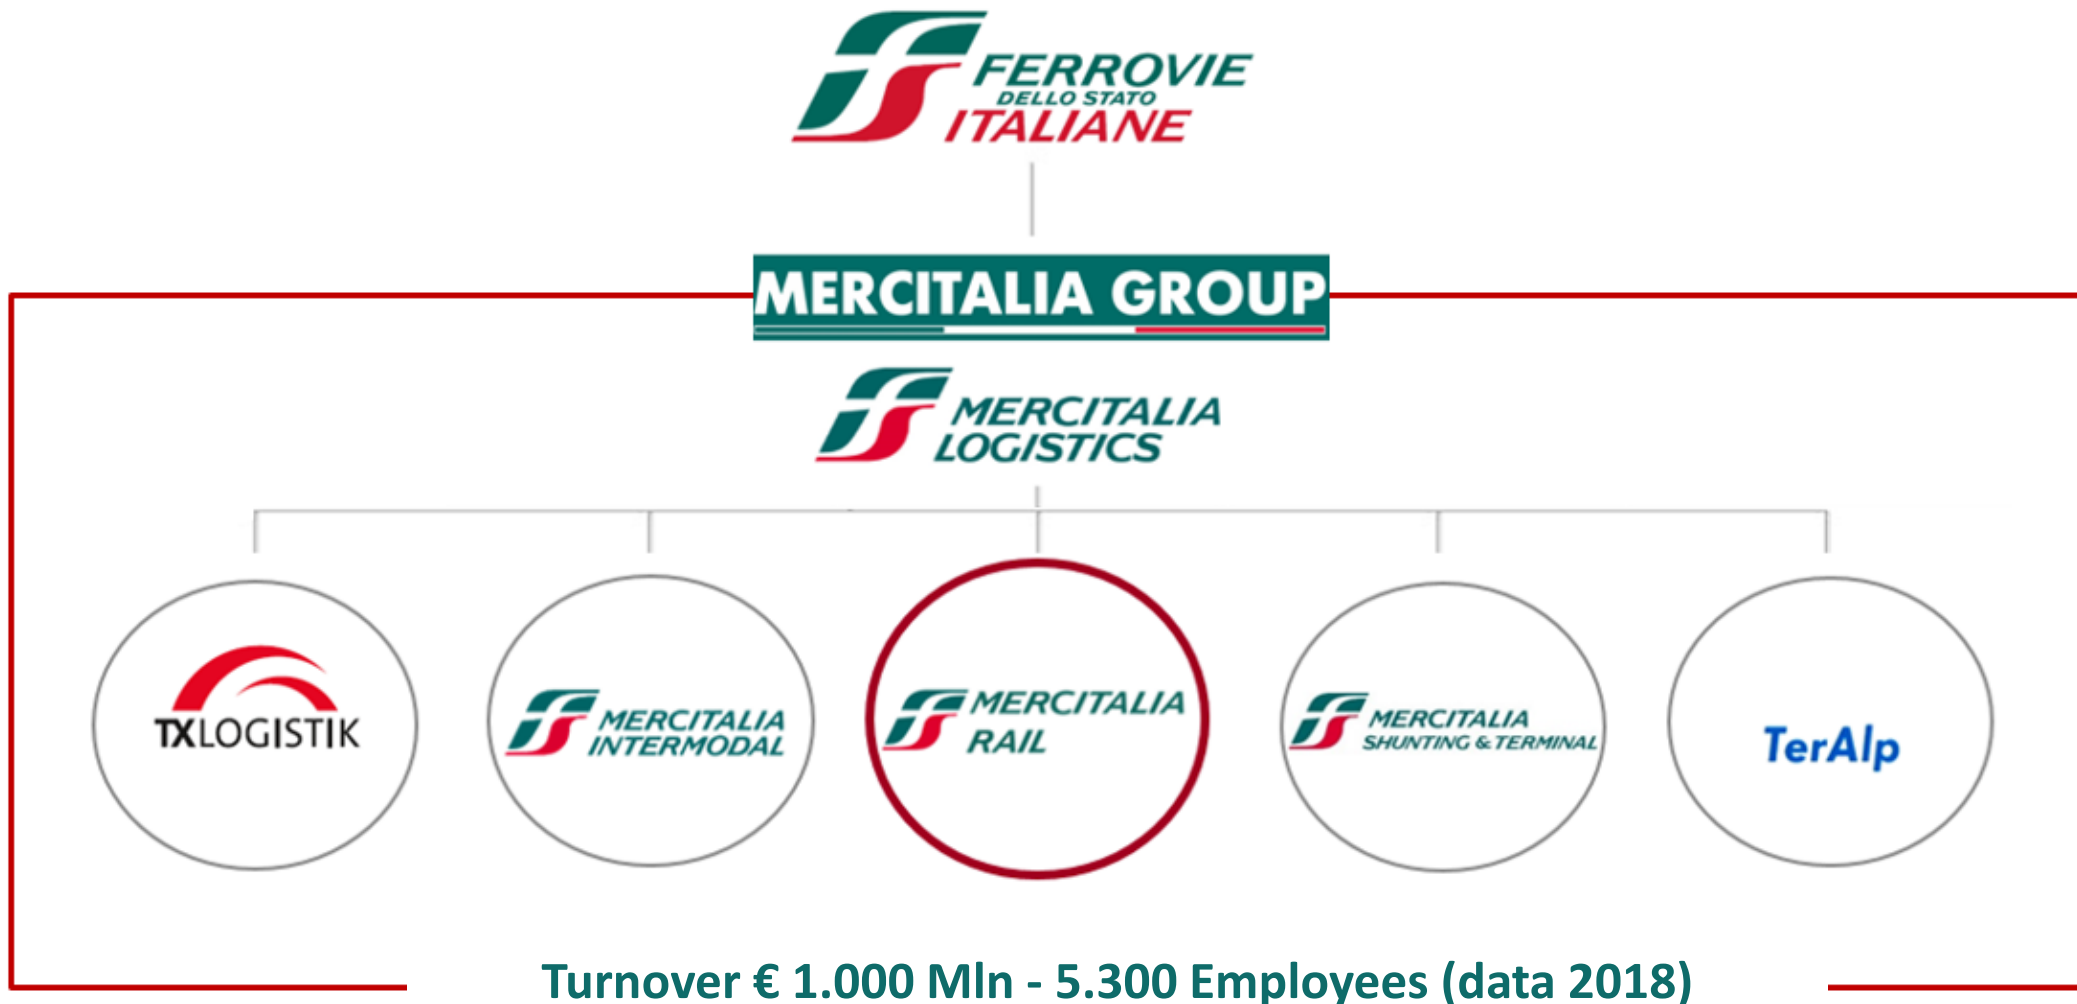 FERROVIE
DELLO STATO
ITALIANE
MERCITALIA GROUP
MERCITALIA
LOGISTICS
TXLOGISTIK
MERCITALIA
INTERMODAL
MERCITALIA
RAIL
MERCITALIA
SHUNTING & TERMINAL
TerAlp
Turnover € 1.000 Mln - 5.300 Employees (data 2018)